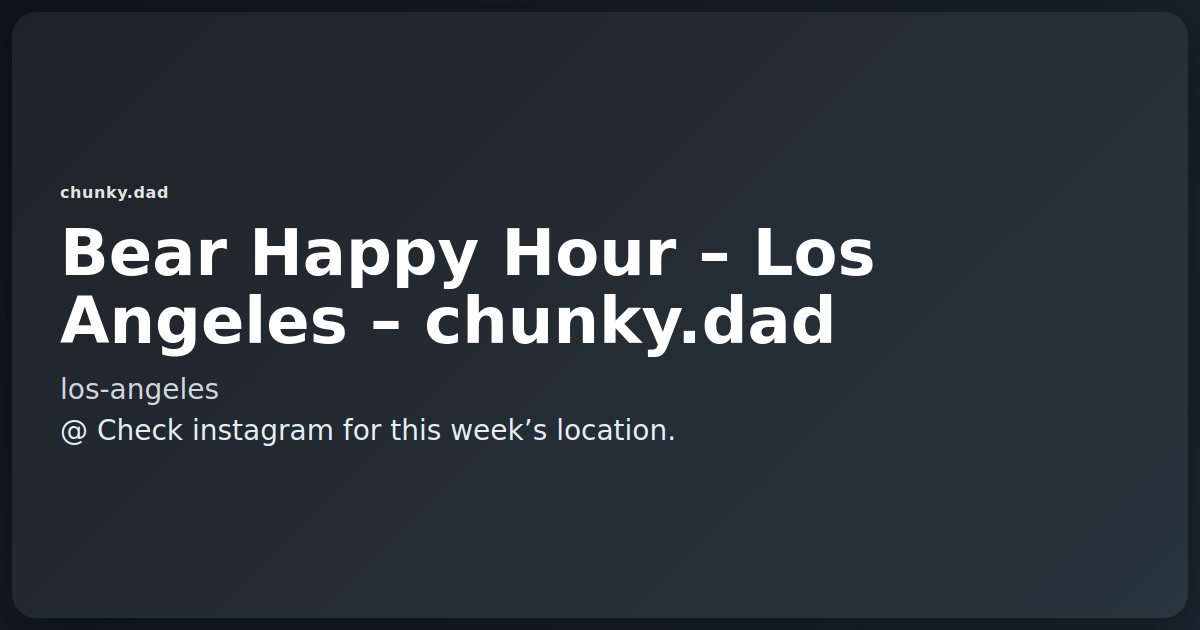 chunky.dad
Bear Happy Hour – Los
Angeles – chunky.dad
los-angeles
@ Check instagram for this week’s location.